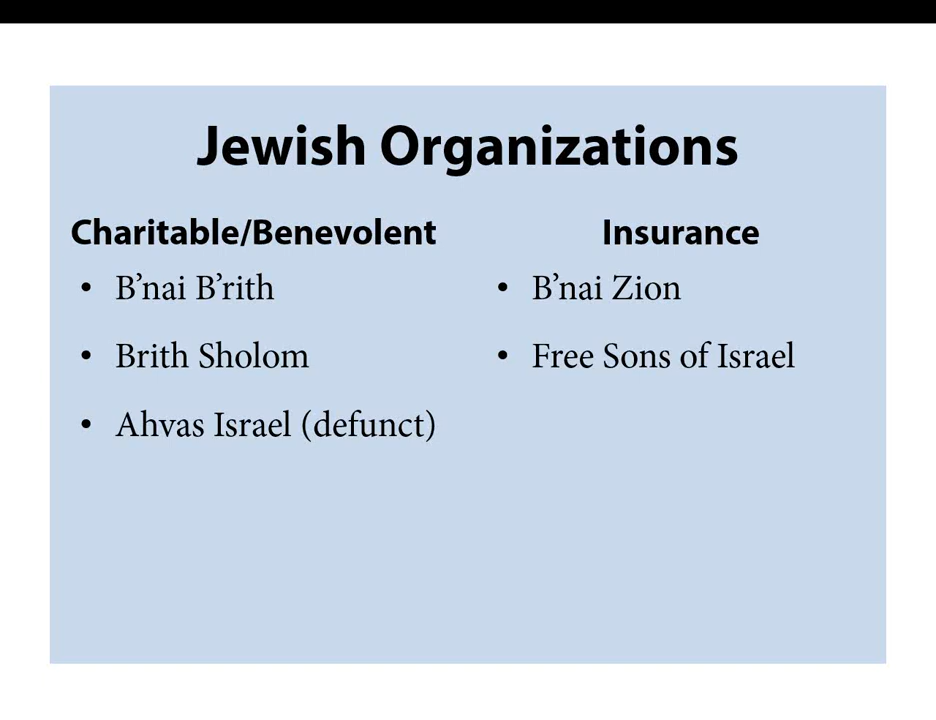 Jewish Organizations
Charitable/Benevolent
• B’nai B’rith
• Brith Sholom
• Ahvas Israel (defunct)
Insurance
• B’nai Zion
• Free Sons of Israel